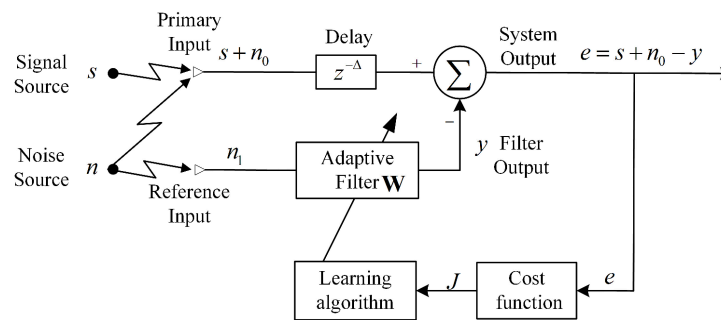 Primary
Input
Signal
Source
s
s + n₀
Delay
z^{-Δ}
+
Σ
−
System
Output
e = s + n₀ − y
Noise
Source
n
Reference
Input
n₁
Adaptive
Filter W
y
Filter
Output
Learning
algorithm
J
Cost
function
e